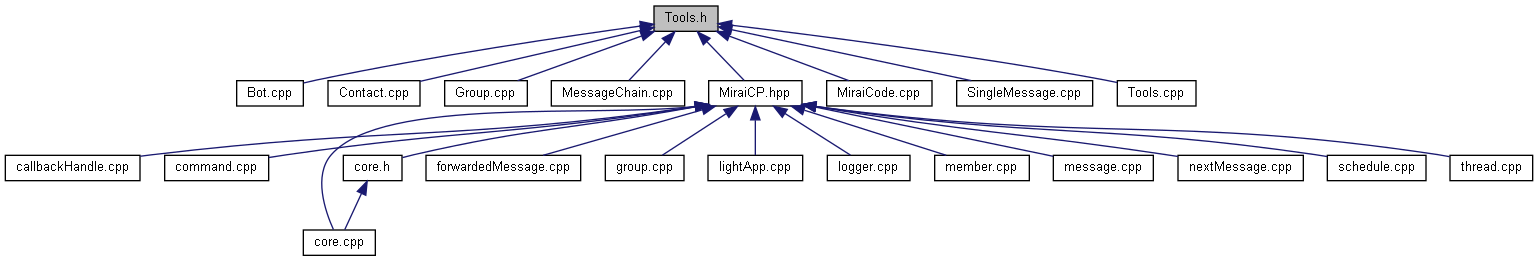 Tools.h
Bot.cpp Contact.cpp Group.cpp MessageChain.cpp MiraiCP.hpp MiraiCode.cpp SingleMessage.cpp Tools.cpp
callbackHandle.cpp command.cpp core.h forwardedMessage.cpp group.cpp lightApp.cpp logger.cpp member.cpp message.cpp nextMessage.cpp schedule.cpp thread.cpp
core.cpp